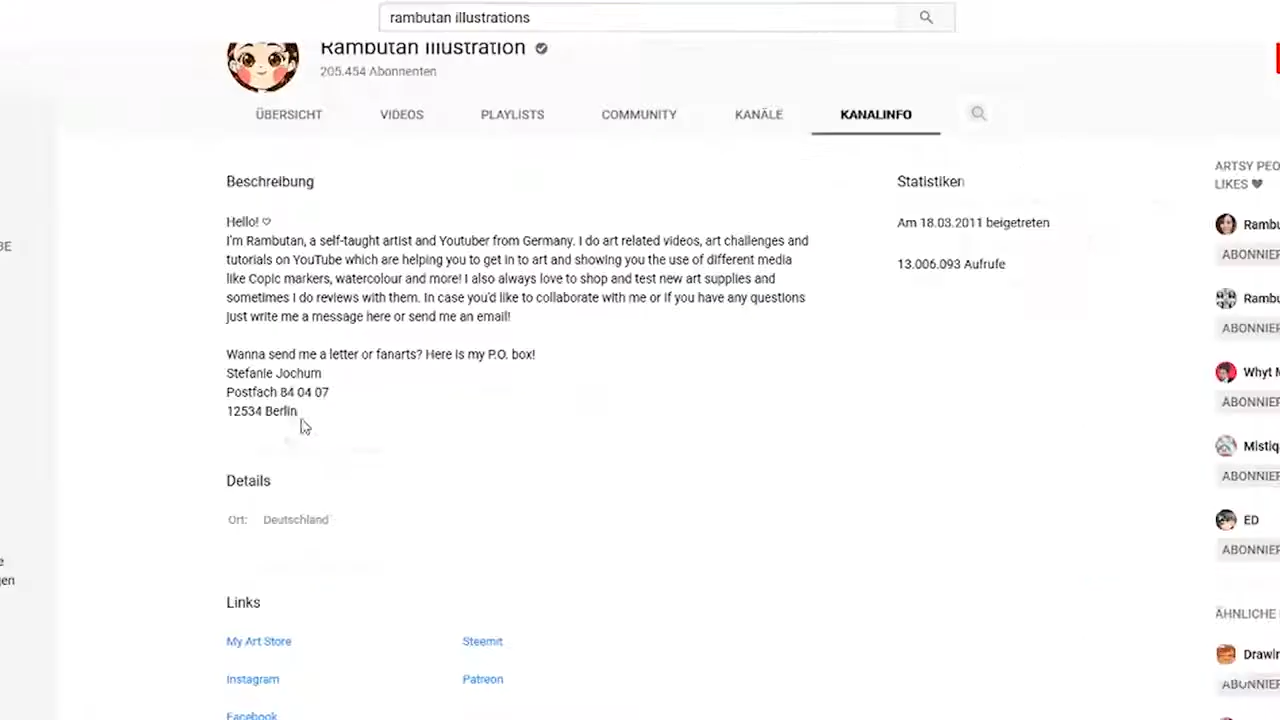 rambutan illustrations
Rambutan Illustration
205.454 Abonnenten
ÜBERSICHT VIDEOS PLAYLISTS COMMUNITY KANÄLE KANALINFO
Beschreibung
Hello! ♡
I'm Rambutan, a self-taught artist and Youtuber from Germany. I do art related videos, art challenges and
tutorials on YouTube which are helping you to get in to art and showing you the use of different media
like Copic markers, watercolour and more! I also always love to shop and test new art supplies and
sometimes I do reviews with them. In case you'd like to collaborate with me or if you have any questions
just write me a message here or send me an email!
Wanna send me a letter or fanarts? Here is my P.O. box!
Stefanie Jochum
Postfach 84 04 07
12534 Berlin
Details
Ort: Deutschland
Links
My Art Store Steemit
Instagram Patreon
Facebook
Statistiken
Am 18.03.2011 beigetreten
13.006.093 Aufrufe
ARTSY PEO
LIKES ♥
Rambu
ABONNIER
Rambu
ABONNIER
Whyt M
ABONNIER
Mistiq
ABONNIER
ED
ABONNIER
ÄHNLICHE
Drawin
ABONNIER